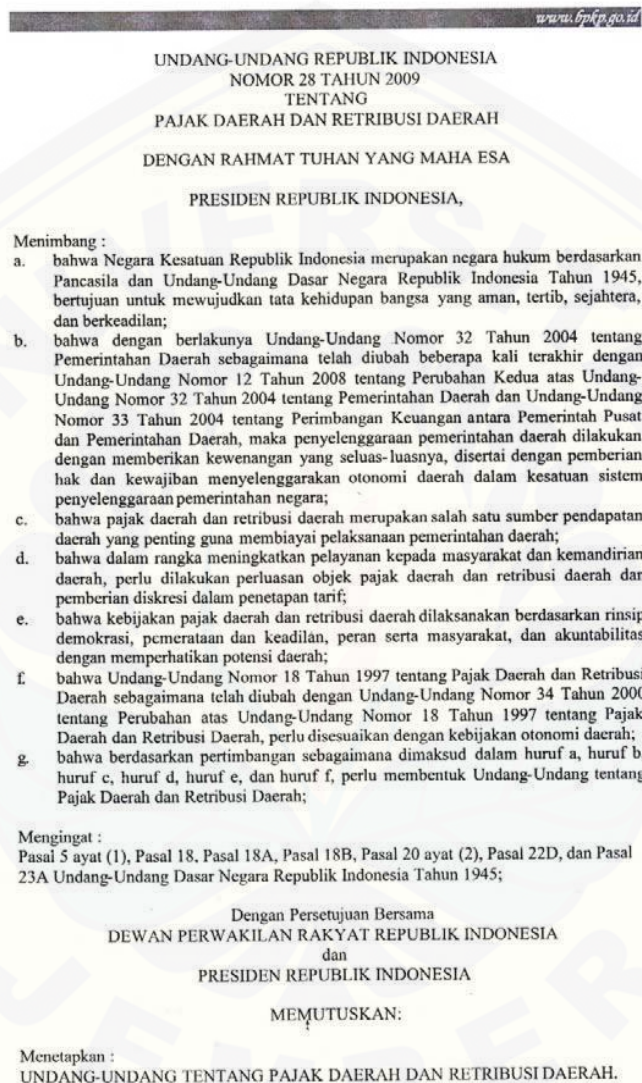 www.bpkp.go.id
UNDANG-UNDANG REPUBLIK INDONESIA
NOMOR 28 TAHUN 2009
TENTANG
PAJAK DAERAH DAN RETRIBUSI DAERAH
DENGAN RAHMAT TUHAN YANG MAHA ESA
PRESIDEN REPUBLIK INDONESIA,
Menimbang :
a. bahwa Negara Kesatuan Republik Indonesia merupakan negara hukum berdasarkan
Pancasila dan Undang-Undang Dasar Negara Republik Indonesia Tahun 1945,
bertujuan untuk mewujudkan tata kehidupan bangsa yang aman, tertib, sejahtera,
dan berkeadilan;
b. bahwa dengan berlakunya Undang-Undang Nomor 32 Tahun 2004 tentang
Pemerintahan Daerah sebagaimana telah diubah beberapa kali terakhir dengan
Undang-Undang Nomor 12 Tahun 2008 tentang Perubahan Kedua atas Undang-
Undang Nomor 32 Tahun 2004 tentang Pemerintahan Daerah dan Undang-Undang
Nomor 33 Tahun 2004 tentang Perimbangan Keuangan antara Pemerintah Pusat
dan Pemerintahan Daerah, maka penyelenggaraan pemerintahan daerah dilakukan
dengan memberikan kewenangan yang seluas-luasnya, disertai dengan pemberian
hak dan kewajiban menyelenggarakan otonomi daerah dalam kesatuan sistem
penyelenggaraan pemerintahan negara;
c. bahwa pajak daerah dan retribusi daerah merupakan salah satu sumber pendapatan
daerah yang penting guna membiayai pelaksanaan pemerintahan daerah;
d. bahwa dalam rangka meningkatkan pelayanan kepada masyarakat dan kemandirian
daerah, perlu dilakukan perluasan objek pajak daerah dan retribusi daerah dan
pemberian diskresi dalam penetapan tarif;
e. bahwa kebijakan pajak daerah dan retribusi daerah dilaksanakan berdasarkan rinsip
demokrasi, pemerataan dan keadilan, peran serta masyarakat, dan akuntabilitas
dengan memperhatikan potensi daerah;
f. bahwa Undang-Undang Nomor 18 Tahun 1997 tentang Pajak Daerah dan Retribusi
Daerah sebagaimana telah diubah dengan Undang-Undang Nomor 34 Tahun 2000
tentang Perubahan atas Undang-Undang Nomor 18 Tahun 1997 tentang Pajak
Daerah dan Retribusi Daerah, perlu disesuaikan dengan kebijakan otonomi daerah;
g. bahwa berdasarkan pertimbangan sebagaimana dimaksud dalam huruf a, huruf b
huruf c, huruf d, huruf e, dan huruf f, perlu membentuk Undang-Undang tentang
Pajak Daerah dan Retribusi Daerah;
Mengingat :
Pasal 5 ayat (1), Pasal 18, Pasal 18A, Pasal 18B, Pasal 20 ayat (2), Pasal 22D, dan Pasal
23A Undang-Undang Dasar Negara Republik Indonesia Tahun 1945;
Dengan Persetujuan Bersama
DEWAN PERWAKILAN RAKYAT REPUBLIK INDONESIA
dan
PRESIDEN REPUBLIK INDONESIA
MEMUTUSKAN:
Menetapkan :
UNDANG-UNDANG TENTANG PAJAK DAERAH DAN RETRIBUSI DAERAH.